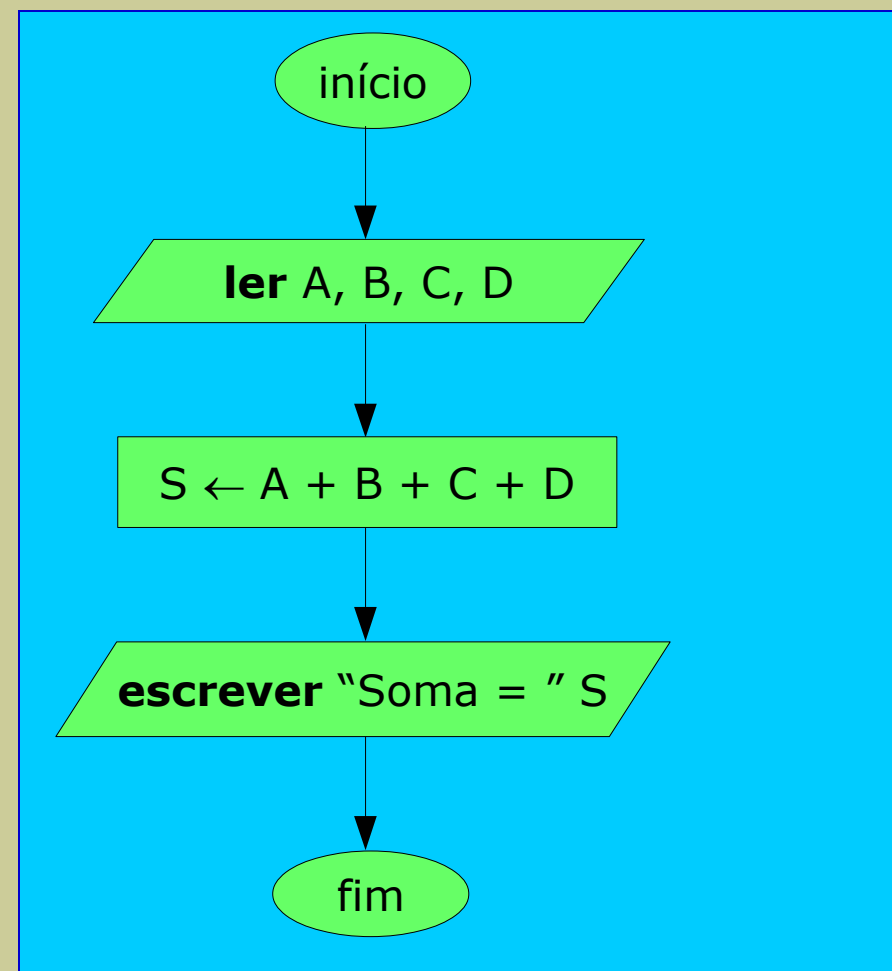 início
ler A, B, C, D
S ← A + B + C + D
escrever “Soma = ” S
fim